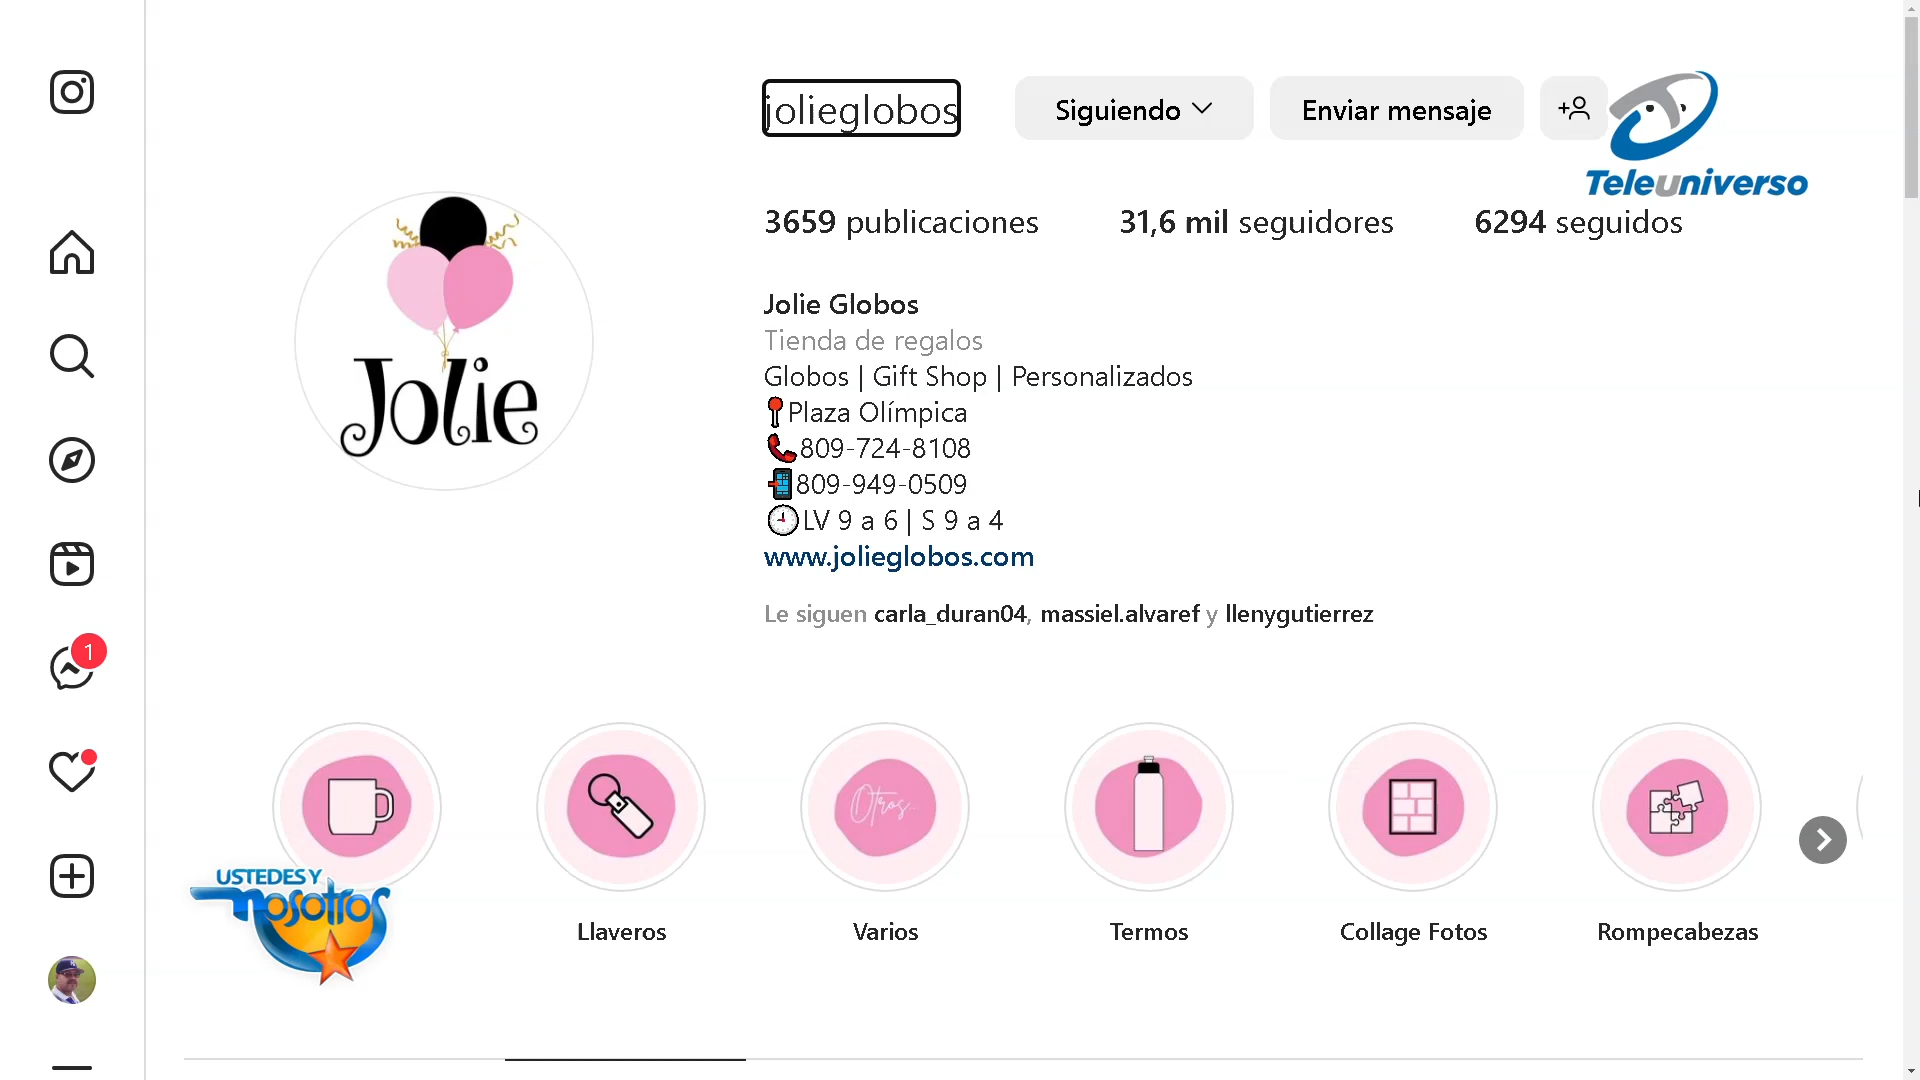 jolieglobos
Siguiendo
Enviar mensaje
Teleuniverso
3659 publicaciones
31,6 mil seguidores
6294 seguidos
Jolie
Jolie Globos
Tienda de regalos
Globos | Gift Shop | Personalizados
Plaza Olímpica
809-724-8108
809-949-0509
LV 9 a 6 | S 9 a 4
www.jolieglobos.com
Le siguen carla_duran04, massiel.alvaref y llenygutierrez
1
Otros
USTEDES Y
nosotros
Llaveros
Varios
Termos
Collage Fotos
Rompecabezas